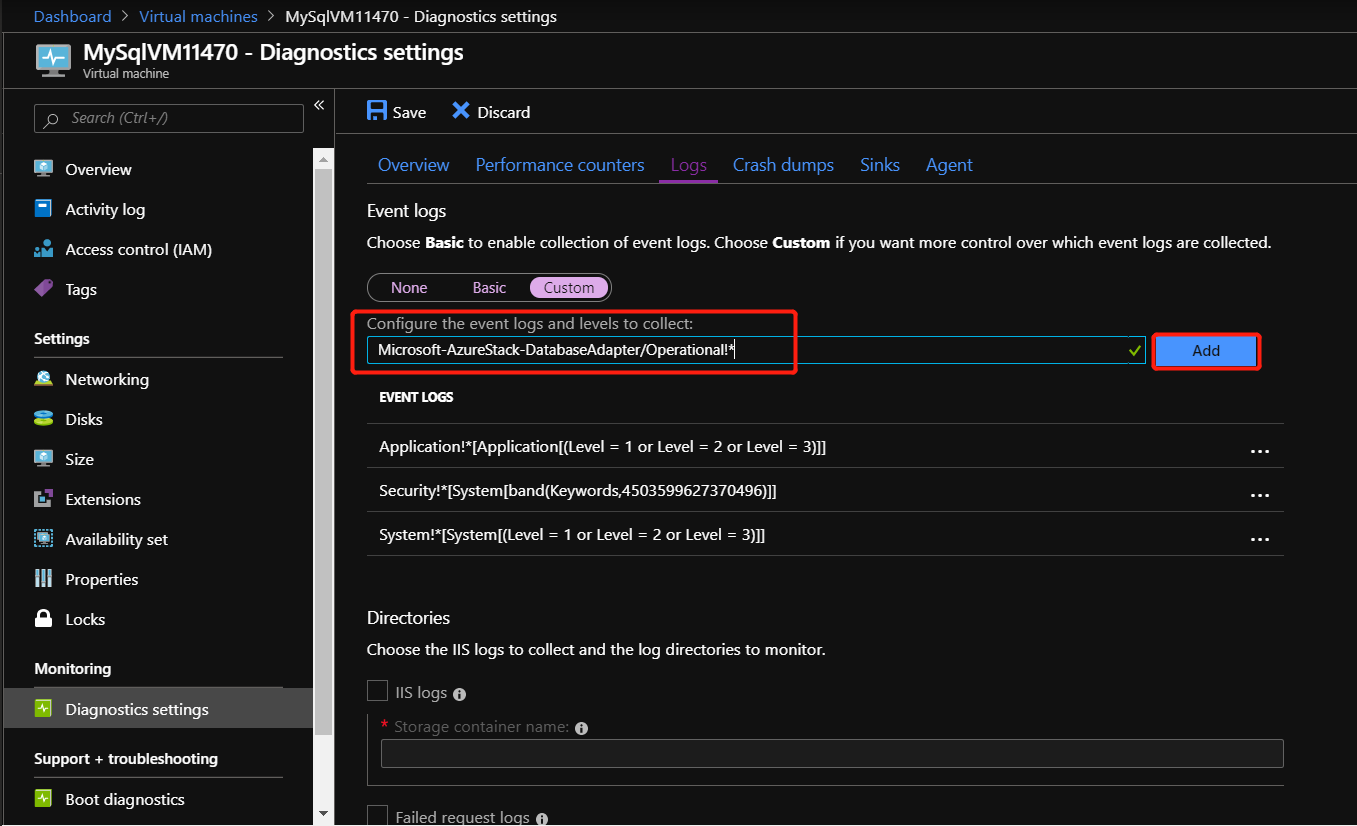 Dashboard > Virtual machines > MySqlVM11470 - Diagnostics settings
MySqlVM11470 - Diagnostics settings
Virtual machine
Search (Ctrl+/)
«
Overview
Activity log
Access control (IAM)
Tags
Settings
Networking
Disks
Size
Extensions
Availability set
Properties
Locks
Monitoring
Diagnostics settings
Support + troubleshooting
Boot diagnostics
Save Discard
Overview Performance counters Logs Crash dumps Sinks Agent
Event logs
Choose Basic to enable collection of event logs. Choose Custom if you want more control over which event logs are collected.
None Basic Custom
Configure the event logs and levels to collect:
Microsoft-AzureStack-DatabaseAdapter/Operational!*
Add
EVENT LOGS
Application!*[Application[(Level = 1 or Level = 2 or Level = 3)]] ...
Security!*[System[band(Keywords,4503599627370496)]] ...
System!*[System[(Level = 1 or Level = 2 or Level = 3)]] ...
Directories
Choose the IIS logs to collect and the log directories to monitor.
IIS logs
* Storage container name:
Failed request logs